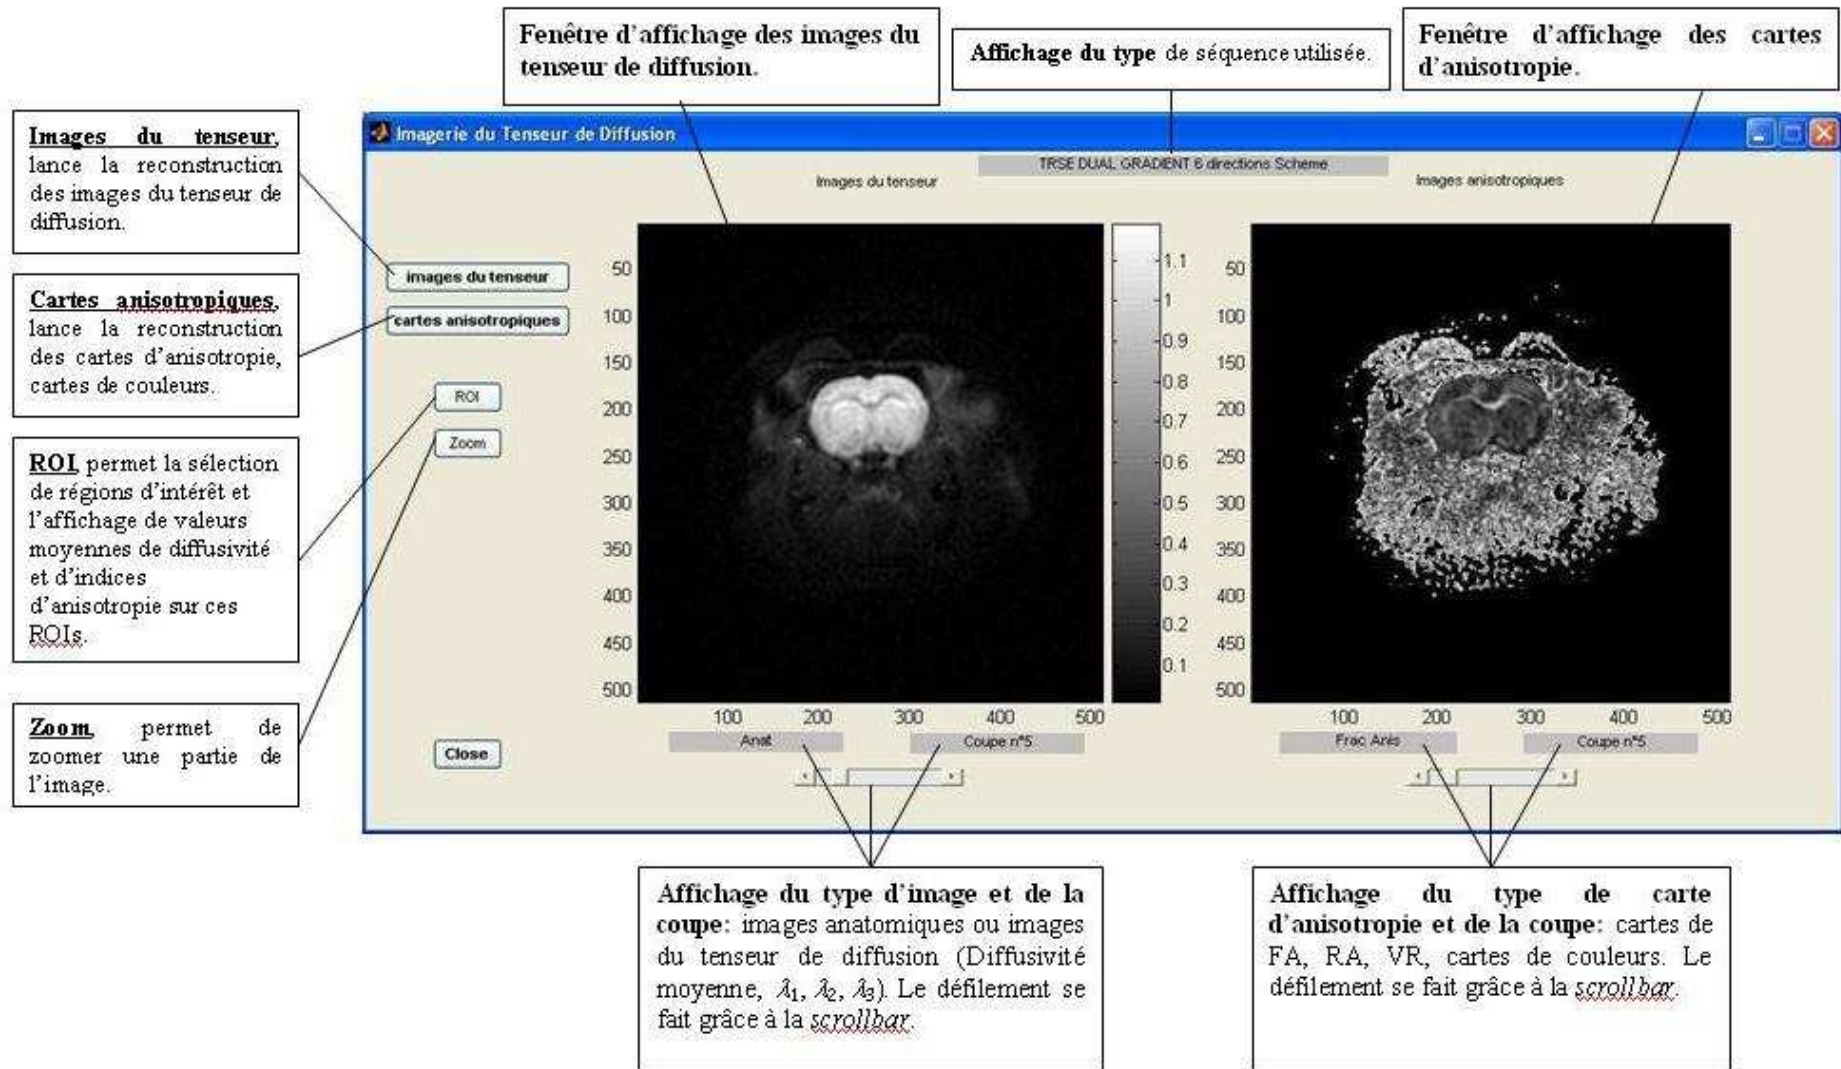 Fenêtre d'affichage des images du
tenseur de diffusion.
Affichage du type de séquence utilisée.
Fenêtre d'affichage des cartes
d'anisotropie.
Images du tenseur,
lance la reconstruction
des images du tenseur de
diffusion.
Cartes anisotropiques,
lance la reconstruction
des cartes d'anisotropie,
cartes de couleurs.
ROI, permet la sélection
de régions d'intérêt et
l'affichage de valeurs
moyennes de diffusivité
et d'indices
d'anisotropie sur ces
ROIs.
Zoom, permet de
zoomer une partie de
l'image.
Imagerie du Tenseur de Diffusion
TRSE DUAL GRADIENT 6 directions Scheme
Images du tenseur
Images anisotropiques
images du tenseur
cartes anisotropiques
ROI
Zoom
Close
50
100
150
200
250
300
350
400
450
500
100 200 300 400 500
1.1
1
0.9
0.8
0.7
0.6
0.5
0.4
0.3
0.2
0.1
50
100
150
200
250
300
350
400
450
500
100 200 300 400 500
Anat
Coupe n°5
Frac Anis
Coupe n°5
Affichage du type d'image et de la
coupe: images anatomiques ou images
du tenseur de diffusion (Diffusivité
moyenne, λ1, λ2, λ3). Le défilement se
fait grâce à la scrollbar.
Affichage du type de carte
d'anisotropie et de la coupe: cartes de
FA, RA, VR, cartes de couleurs. Le
défilement se fait grâce à la scrollbar.